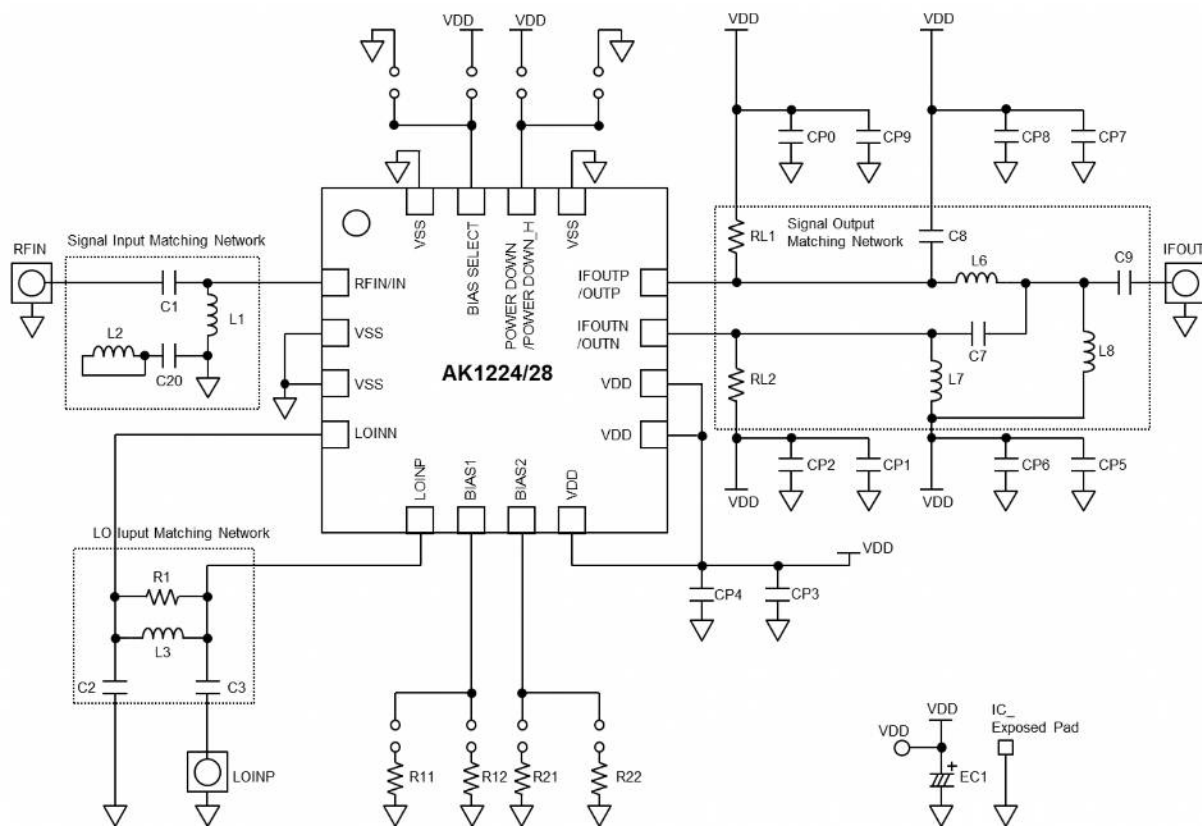 VDD
VDD
VDD
VDD
CP0
CP9
CP8
CP7
Signal Input Matching Network
RFIN
C1
L1
L2
C20
VSS
BIAS SELECT
POWER DOWN
/POWER DOWN_H
VSS
RFIN/IN
VSS
VSS
LOINN
AK1224/28
IFOUTP
/OUTP
IFOUTN
/OUTN
VDD
VDD
LOINP
BIAS1
BIAS2
VDD
Signal Output
Matching Network
RL1
C8
L6
C9
IFOUT
C7
RL2
L7
L8
CP2
CP1
CP6
CP5
VDD
VDD
LO Iuput Matching Network
R1
L3
C2
C3
LOINP
VDD
CP4
CP3
R11
R12
R21
R22
VDD
VDD
EC1
IC_
Exposed Pad